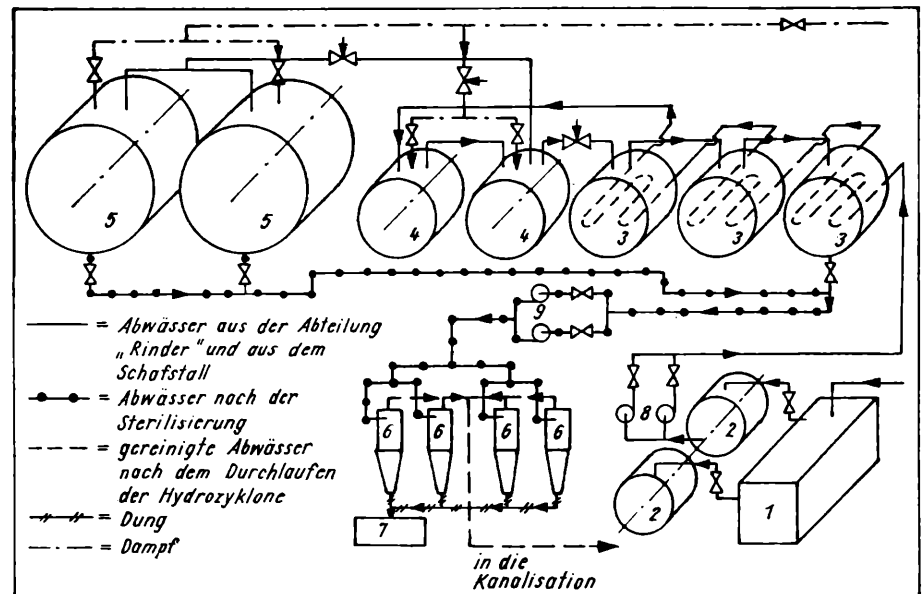 5
5
4
4
3
3
3
9
— = Abwässer aus der Abteilung
„Rinder" und aus dem
Schafstall
= Abwässer nach der
Sterilisierung
= gereinigte Abwässer
nach dem Durchlaufen
der Hydrozyklone
= Dung
= Dampf
6
6
6
6
7
8
2
2
1
in die
Kanalisation